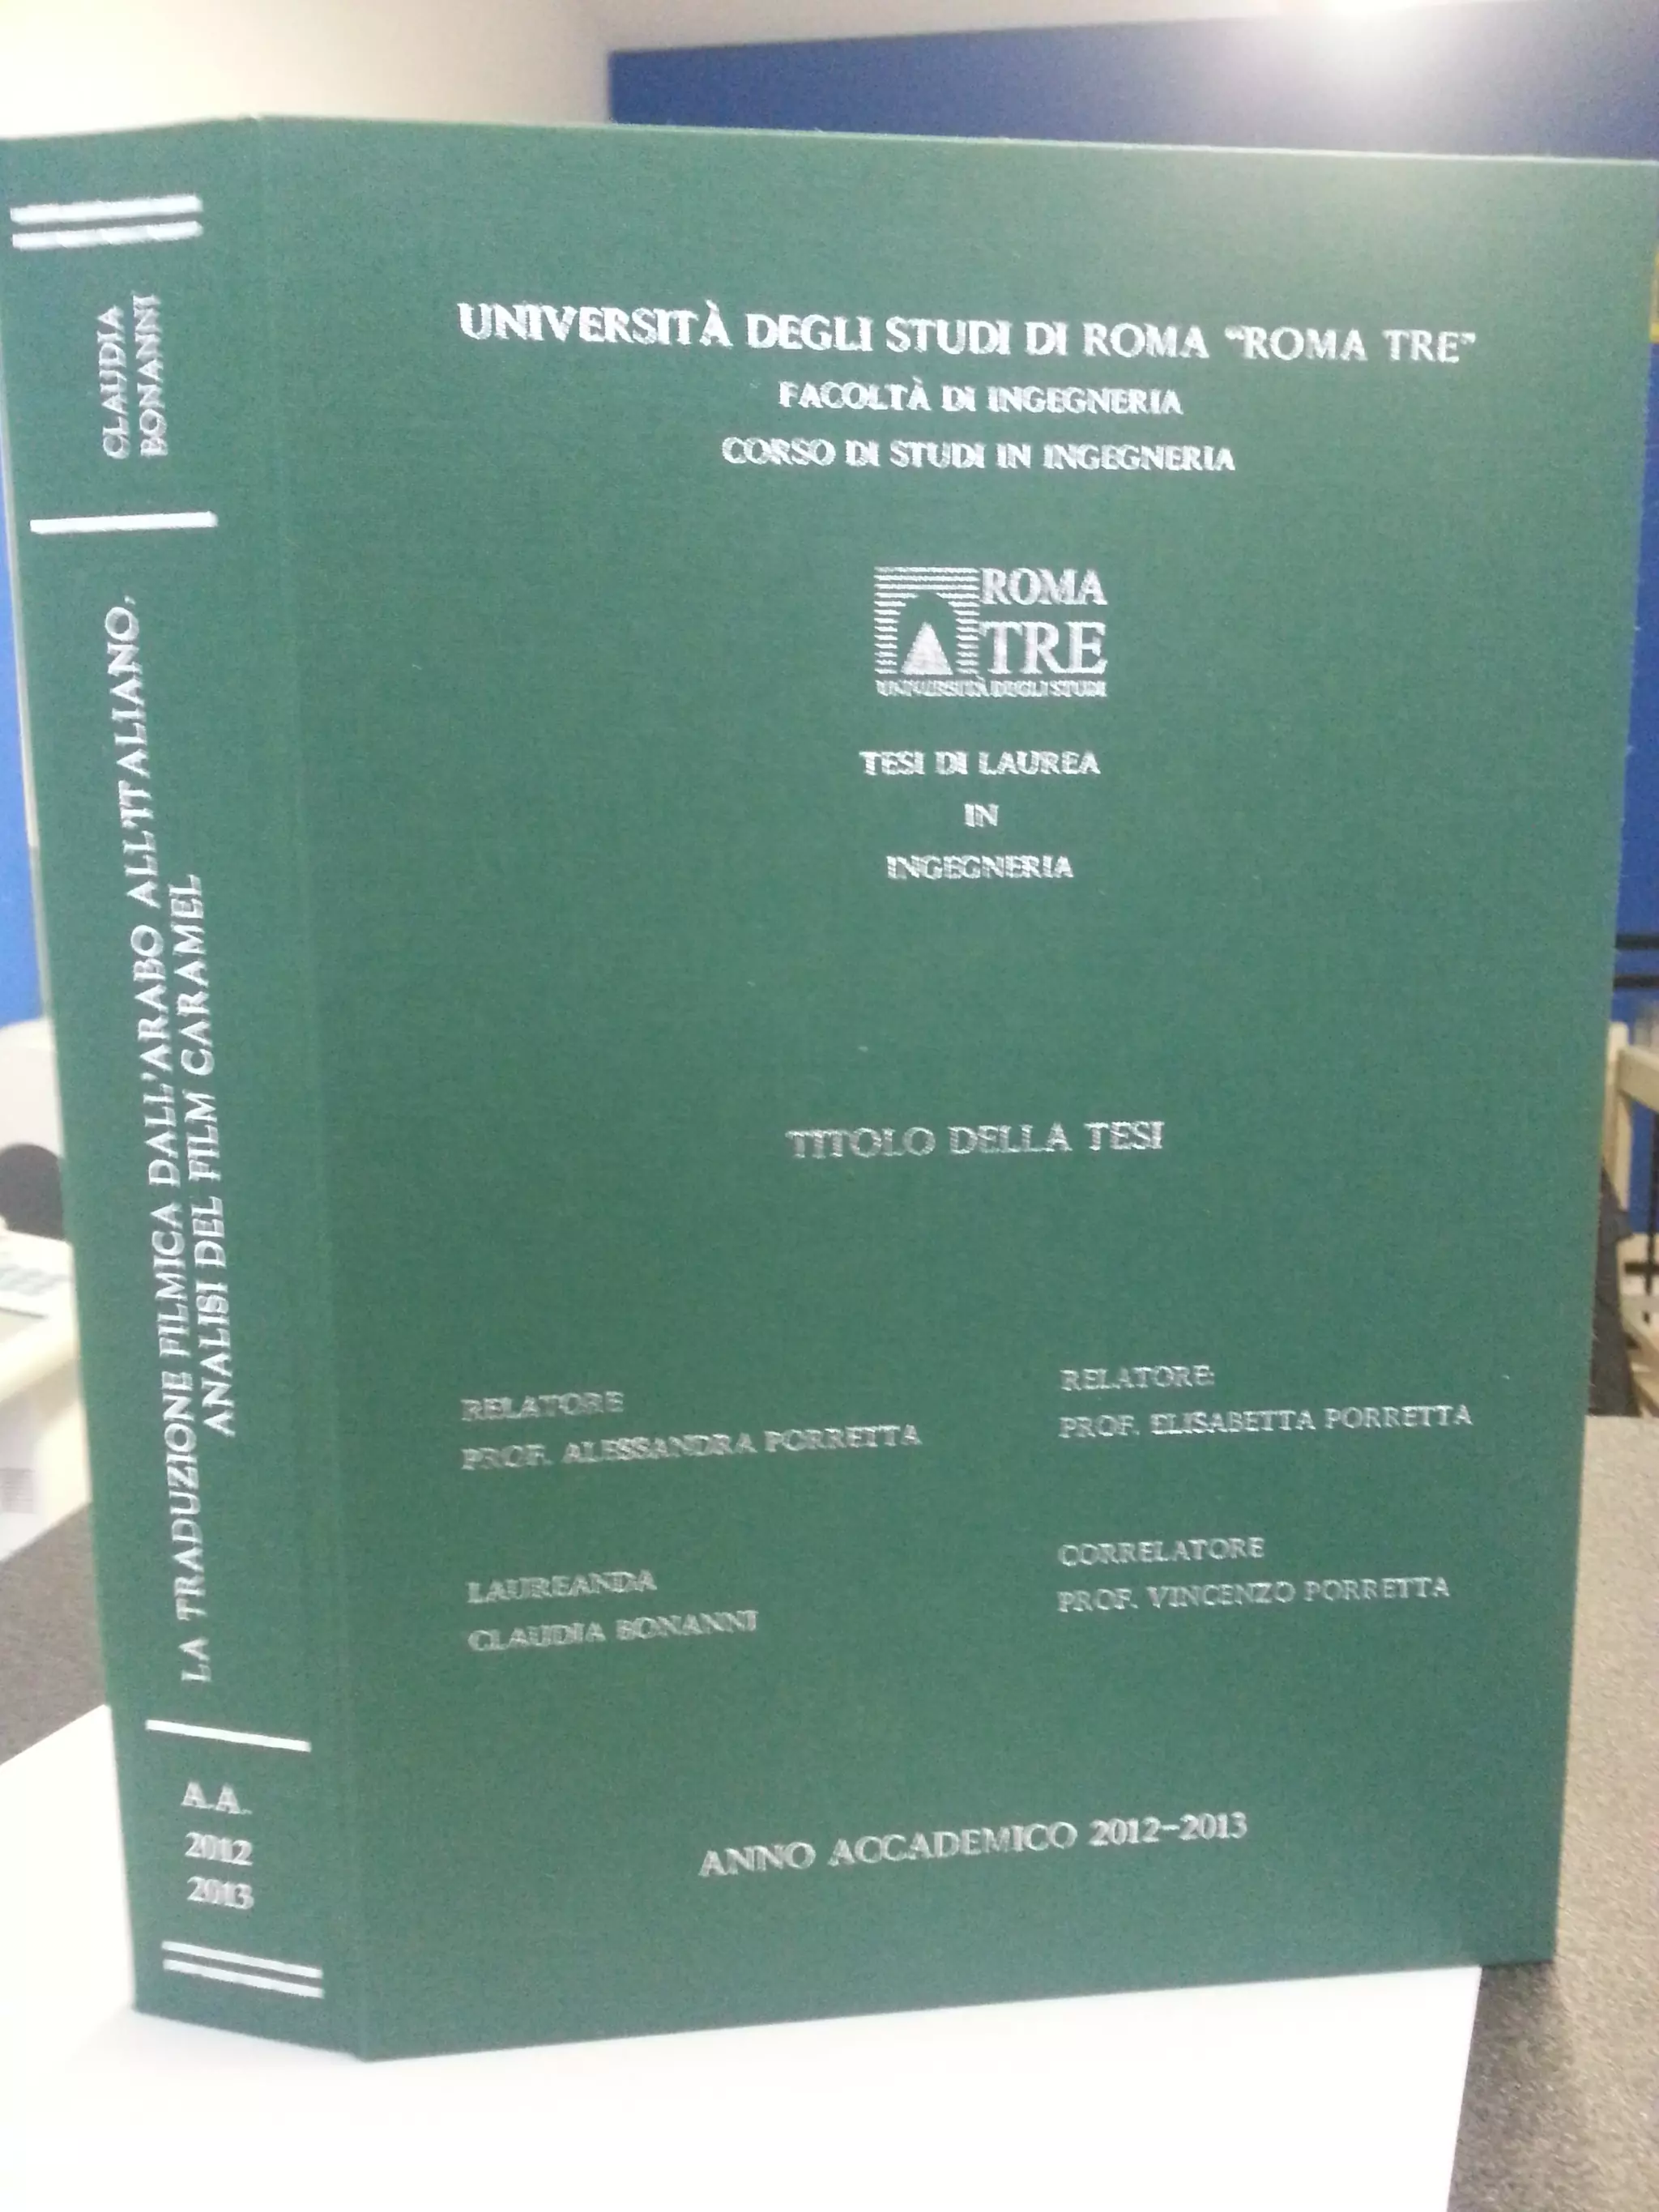 CLAUDIA
BONANNI
LA TRADUZIONE FILMICA DALL'ARABO ALL'ITALIANO.
ANALISI DEL FILM CARAMEL
A.A.
2012
2013
UNIVERSITÀ DEGLI STUDI DI ROMA "ROMA TRE"
FACOLTÀ DI INGEGNERIA
CORSO DI STUDI IN INGEGNERIA
ROMA
TRE
UNIVERSITÀ DEGLI STUDI
TESI DI LAUREA
IN
INGEGNERIA
TITOLO DELLA TESI
RELATORE
PROF. ALESSANDRA PORRETTA
RELATORE:
PROF. ELISABETTA PORRETTA
LAUREANDA
CLAUDIA BONANNI
CORRELATORE
PROF. VINCENZO PORRETTA
ANNO ACCADEMICO 2012-2013